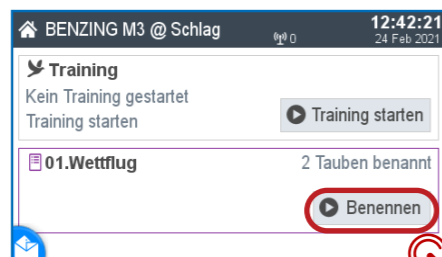 BENZING M3 @ Schlag
0
12:42:21
24 Feb 2021
Training
Kein Training gestartet
Training starten
Training starten
01.Wettflug
2 Tauben benannt
Benennen